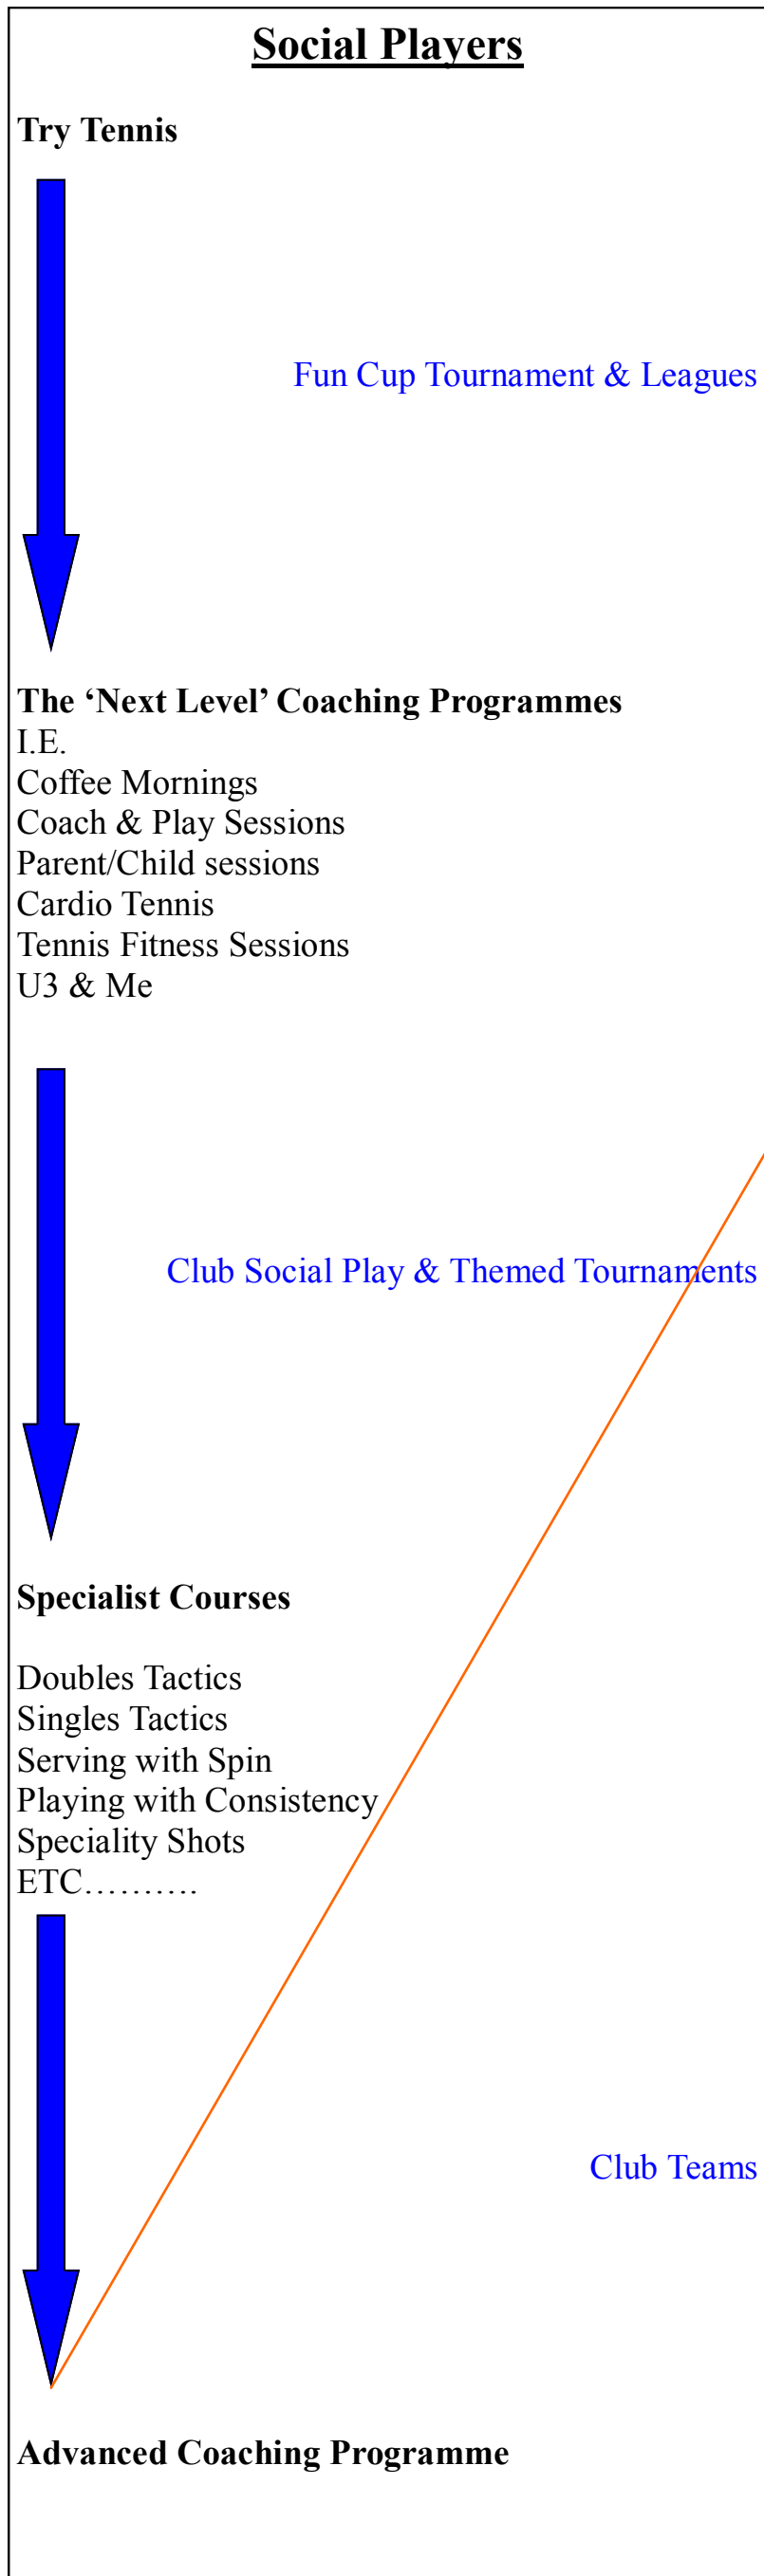 Social Players
Try Tennis
Fun Cup Tournament & Leagues
The ‘Next Level’ Coaching Programmes
I.E.
Coffee Mornings
Coach & Play Sessions
Parent/Child sessions
Cardio Tennis
Tennis Fitness Sessions
U3 & Me
Club Social Play & Themed Tournaments
Specialist Courses
Doubles Tactics
Singles Tactics
Serving with Spin
Playing with Consistency
Speciality Shots
ETC……….
Club Teams
Advanced Coaching Programme